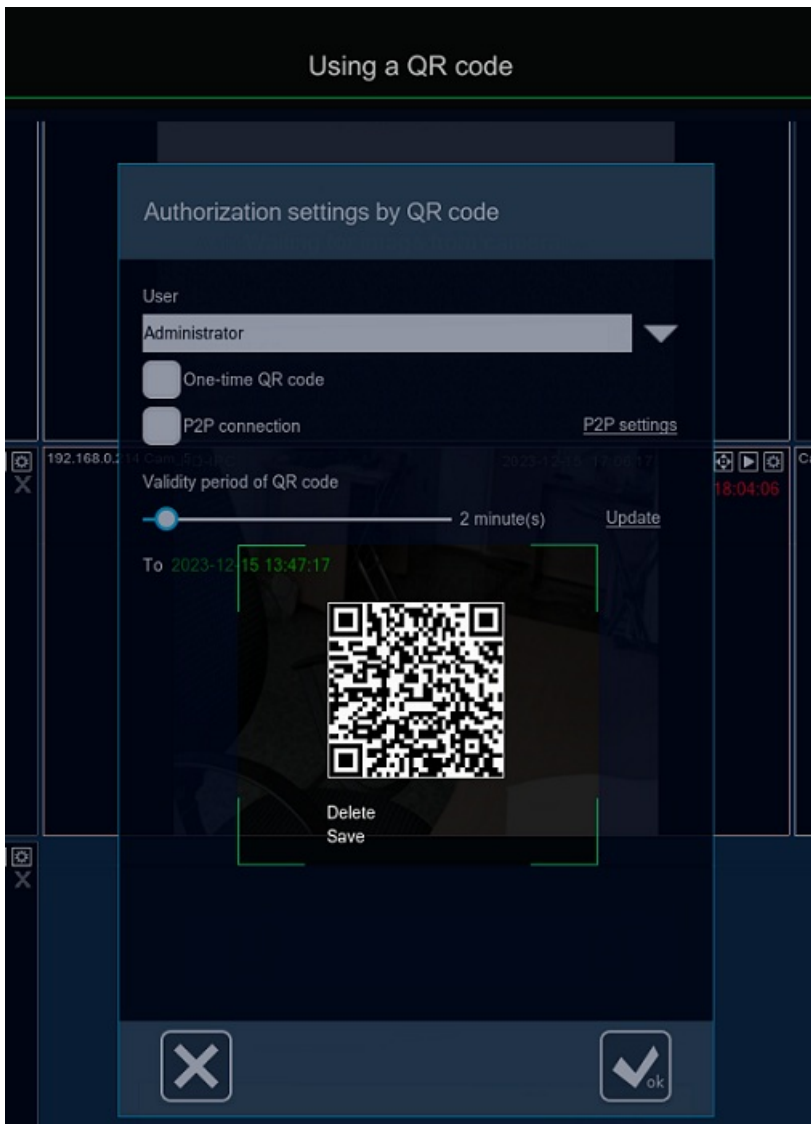 Using a QR code
Authorization settings by QR code
User
Administrator
One-time QR code
P2P connection
P2P settings
192.168.0.
14 Cam
18:04:06
Validity period of QR code
2 minute(s)
Update
To 2023-12-15 13:47:17
Delete
Save
ok